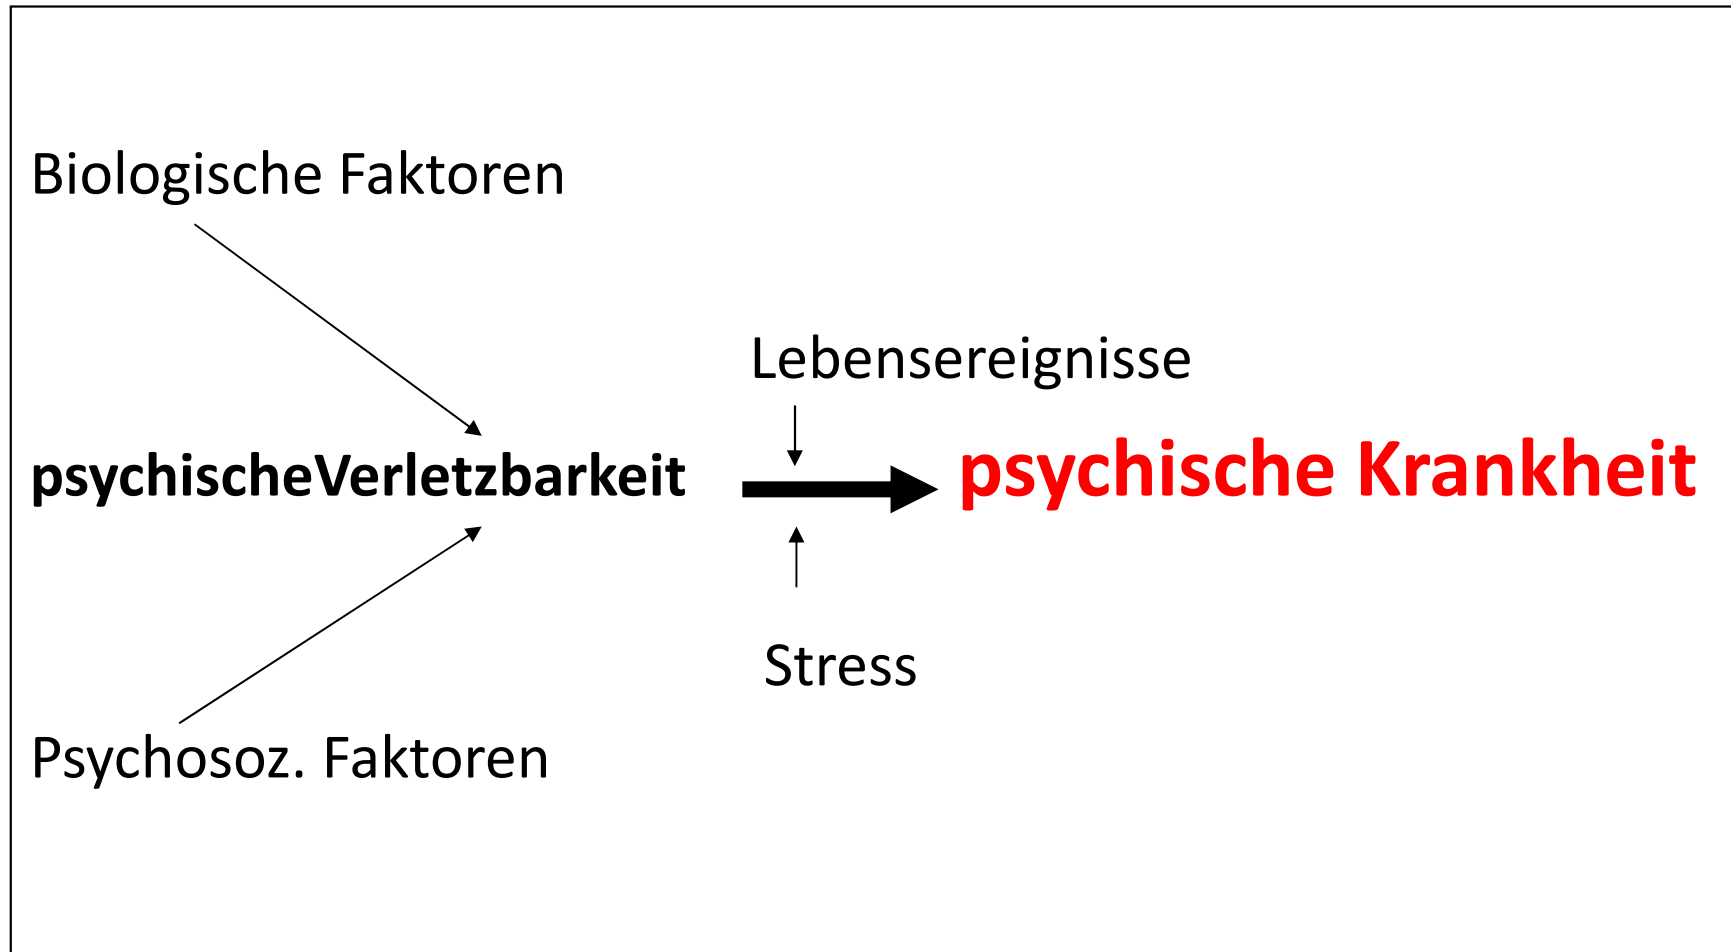 Biologische Faktoren
Lebensereignisse
psychischeVerletzbarkeit
psychische Krankheit
Stress
Psychosoz. Faktoren